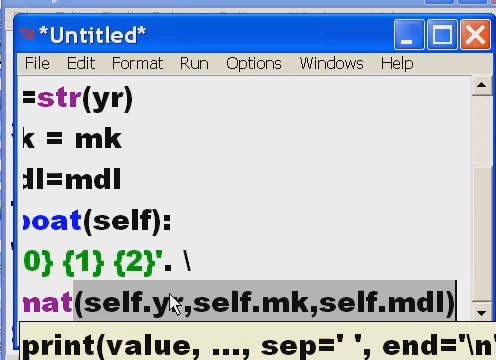 *Untitled*
File Edit Format Run Options Windows Help
=str(yr)
k = mk
dl=mdl
boat(self):
0} {1} {2}'. \
mat(self.yr,self.mk,self.mdl)
print(value, ..., sep=' ', end='\n'